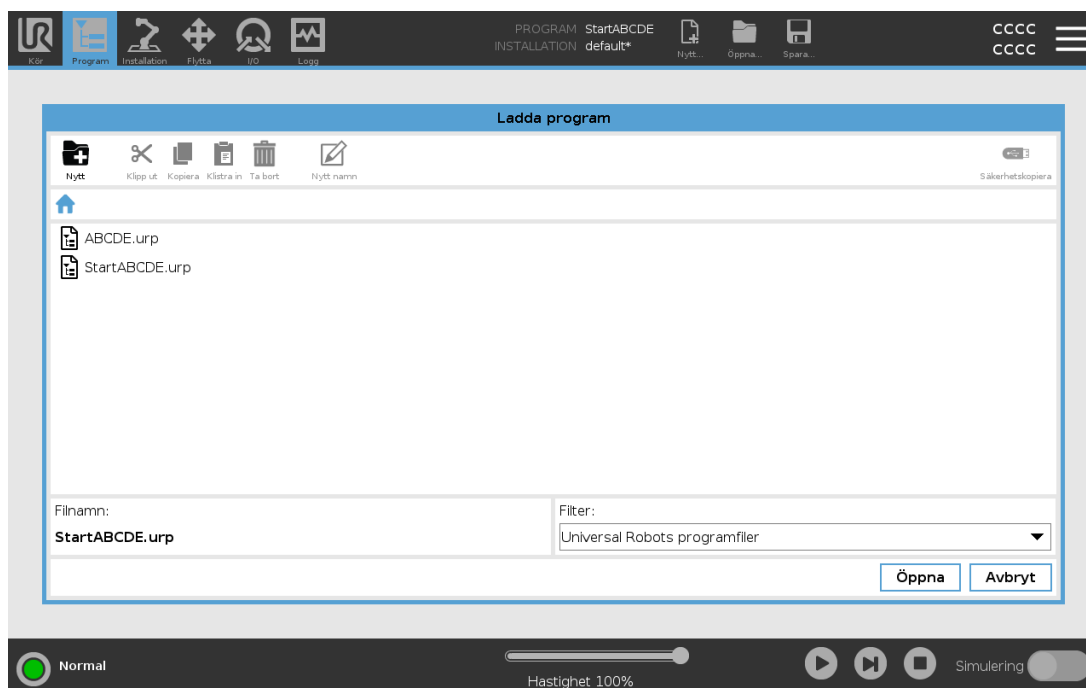 UR
PROGRAM StartABCDE
INSTALLATION default*
CCCC
CCCC
Kör Program Installation Flytta I/O Logg Nytt... Öppna... Spara...
Ladda program
Nytt Klipp ut Kopiera Klistra in Ta bort Nytt namn Säkerhetskopiera
ABCDE.urp
StartABCDE.urp
Filnamn: Filter:
StartABCDE.urp Universal Robots programfiler
Öppna Avbryt
Normal Simulering
Hastighet 100%